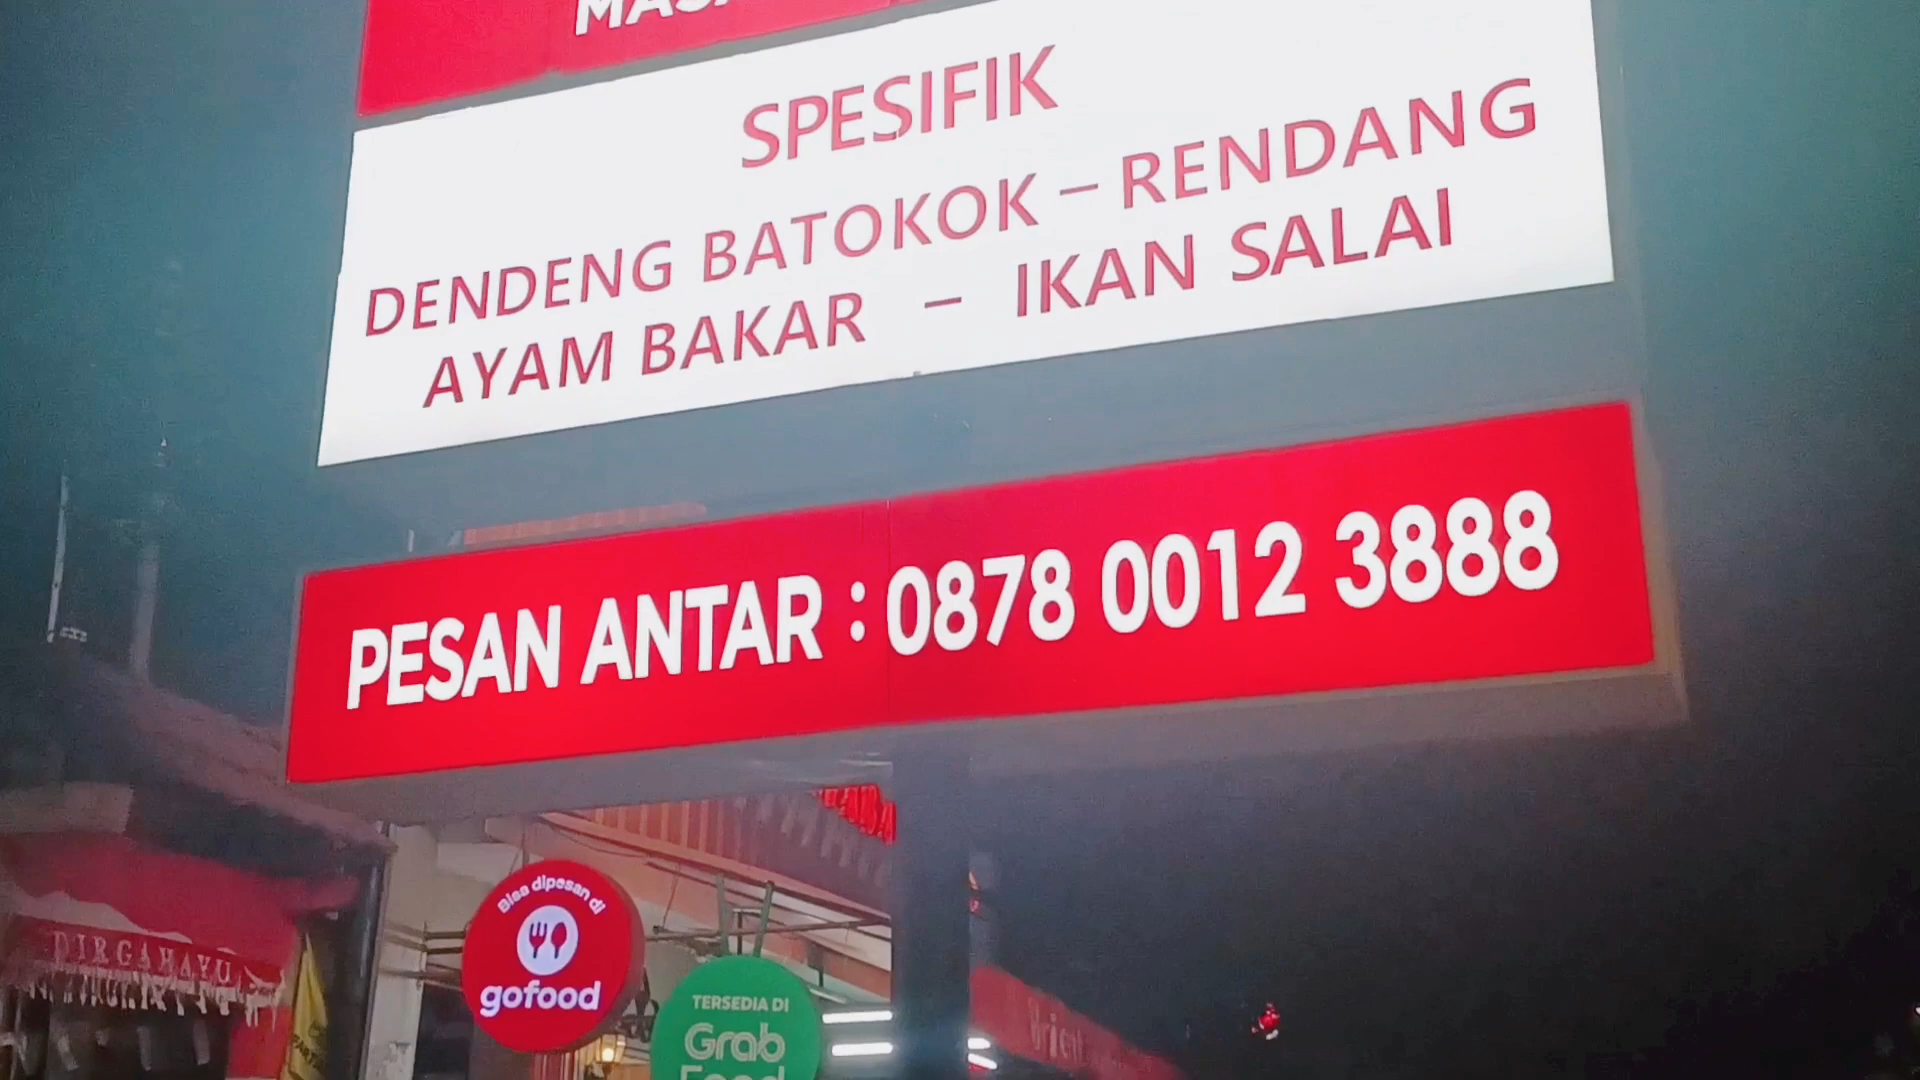 SPESIFIK
DENDENG BATOKOK – RENDANG
AYAM BAKAR – IKAN SALAI
PESAN ANTAR : 0878 0012 3888
Bisa dipesan di
gofood
TERSEDIA DI
Grab
Food
DIRGAHAYU